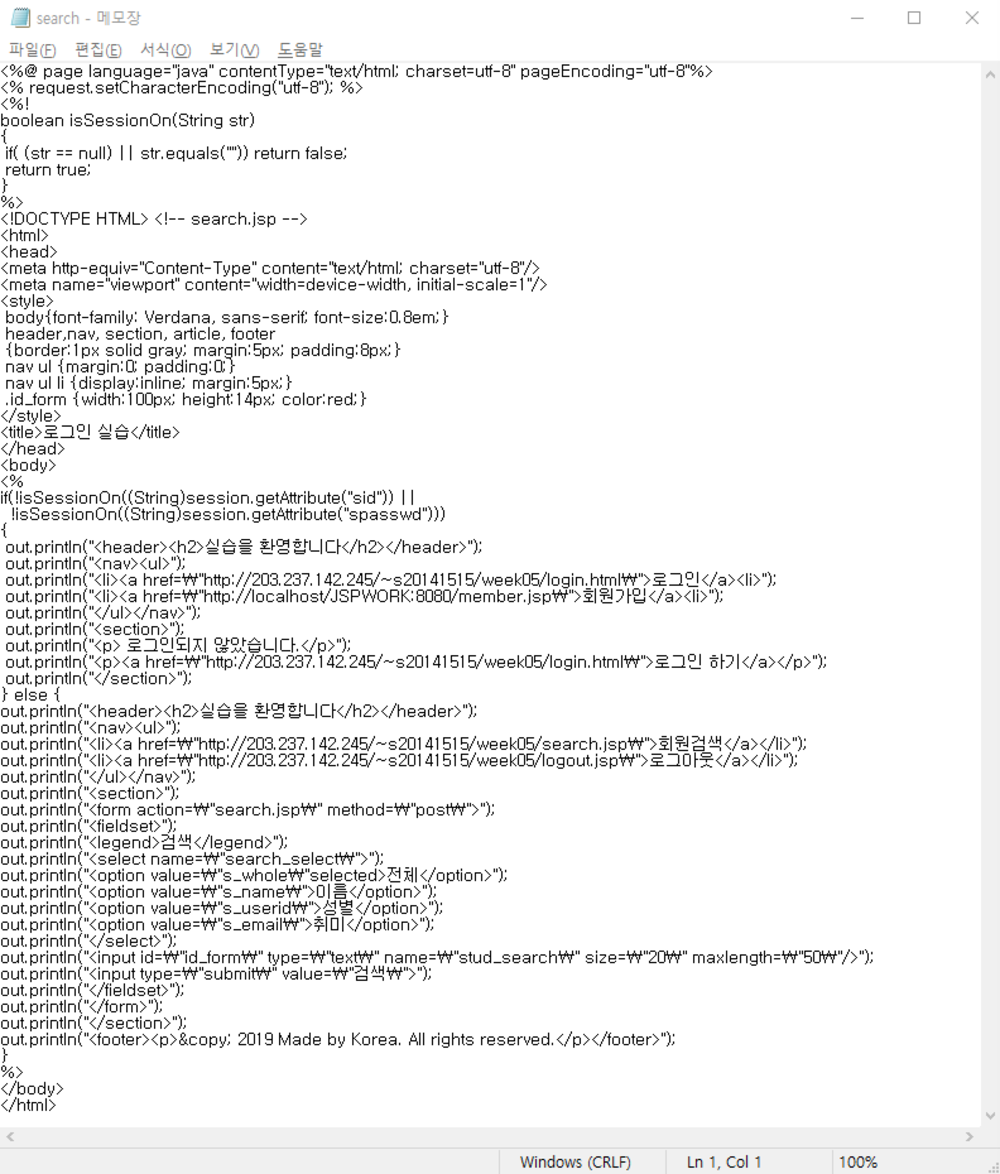 search - 메모장
파일(F) 편집(E) 서식(O) 보기(V) 도움말
<%@ page language="java" contentType="text/html; charset=utf-8" pageEncoding="utf-8"%>
<% request.setCharacterEncoding("utf-8"); %>
<%!
boolean isSessionOn(String str)
{
 if( (str == null) || str.equals("")) return false;
 return true;
}
%>
<!DOCTYPE HTML> <!-- search.jsp -->
<html>
<head>
<meta http-equiv="Content-Type" content="text/html; charset="utf-8"/>
<meta name="viewport" content="width=device-width, initial-scale=1"/>
<style>
 body{font-family: Verdana, sans-serif; font-size:0.8em;}
 header,nav, section, article, footer
 {border:1px solid gray; margin:5px; padding:8px;}
 nav ul {margin:0; padding:0;}
 nav ul li {display:inline; margin:5px;}
 .id_form {width:100px; height:14px; color:red;}
</style>
<title>로그인 실습</title>
</head>
<body>
<%
if(!isSessionOn((String)session.getAttribute("sid")) ||
  !isSessionOn((String)session.getAttribute("spasswd")))
{
 out.println("<header><h2>실습을 환영합니다</h2></header>");
 out.println("<nav><ul>");
 out.println("<li><a href=₩"http://203.237.142.245/~s20141515/week05/login.html₩">로그인</a><li>");
 out.println("<li><a href=₩"http://localhost/JSPWORK:8080/member.jsp₩">회원가입</a><li>");
 out.println("</ul></nav>");
 out.println("<section>");
 out.println("<p> 로그인되지 않았습니다.</p>");
 out.println("<p><a href=₩"http://203.237.142.245/~s20141515/week05/login.html₩">로그인 하기</a></p>");
 out.println("</section>");
} else {
out.println("<header><h2>실습을 환영합니다</h2></header>");
out.println("<nav><ul>");
out.println("<li><a href=₩"http://203.237.142.245/~s20141515/week05/search.jsp₩">회원검색</a></li>");
out.println("<li><a href=₩"http://203.237.142.245/~s20141515/week05/logout.jsp₩">로그아웃</a></li>");
out.println("</ul></nav>");
out.println("<section>");
out.println("<form action=₩"search.jsp₩" method=₩"post₩">");
out.println("<fieldset>");
out.println("<legend>검색</legend>");
out.println("<select name=₩"search_select₩">");
out.println("<option value=₩"s_whole₩"selected>전체</option>");
out.println("<option value=₩"s_name₩">이름</option>");
out.println("<option value=₩"s_userid₩">성별</option>");
out.println("<option value=₩"s_email₩">취미</option>");
out.println("</select>");
out.println("<input id=₩"id_form₩" type=₩"text₩" name=₩"stud_search₩" size=₩"20₩" maxlength=₩"50₩"/>");
out.println("<input type=₩"submit₩" value=₩"검색₩">");
out.println("</fieldset>");
out.println("</form>");
out.println("</section>");
out.println("<footer><p>&copy; 2019 Made by Korea. All rights reserved.</p></footer>");
}
%>
</body>
</html>
Windows (CRLF) Ln 1, Col 1 100%